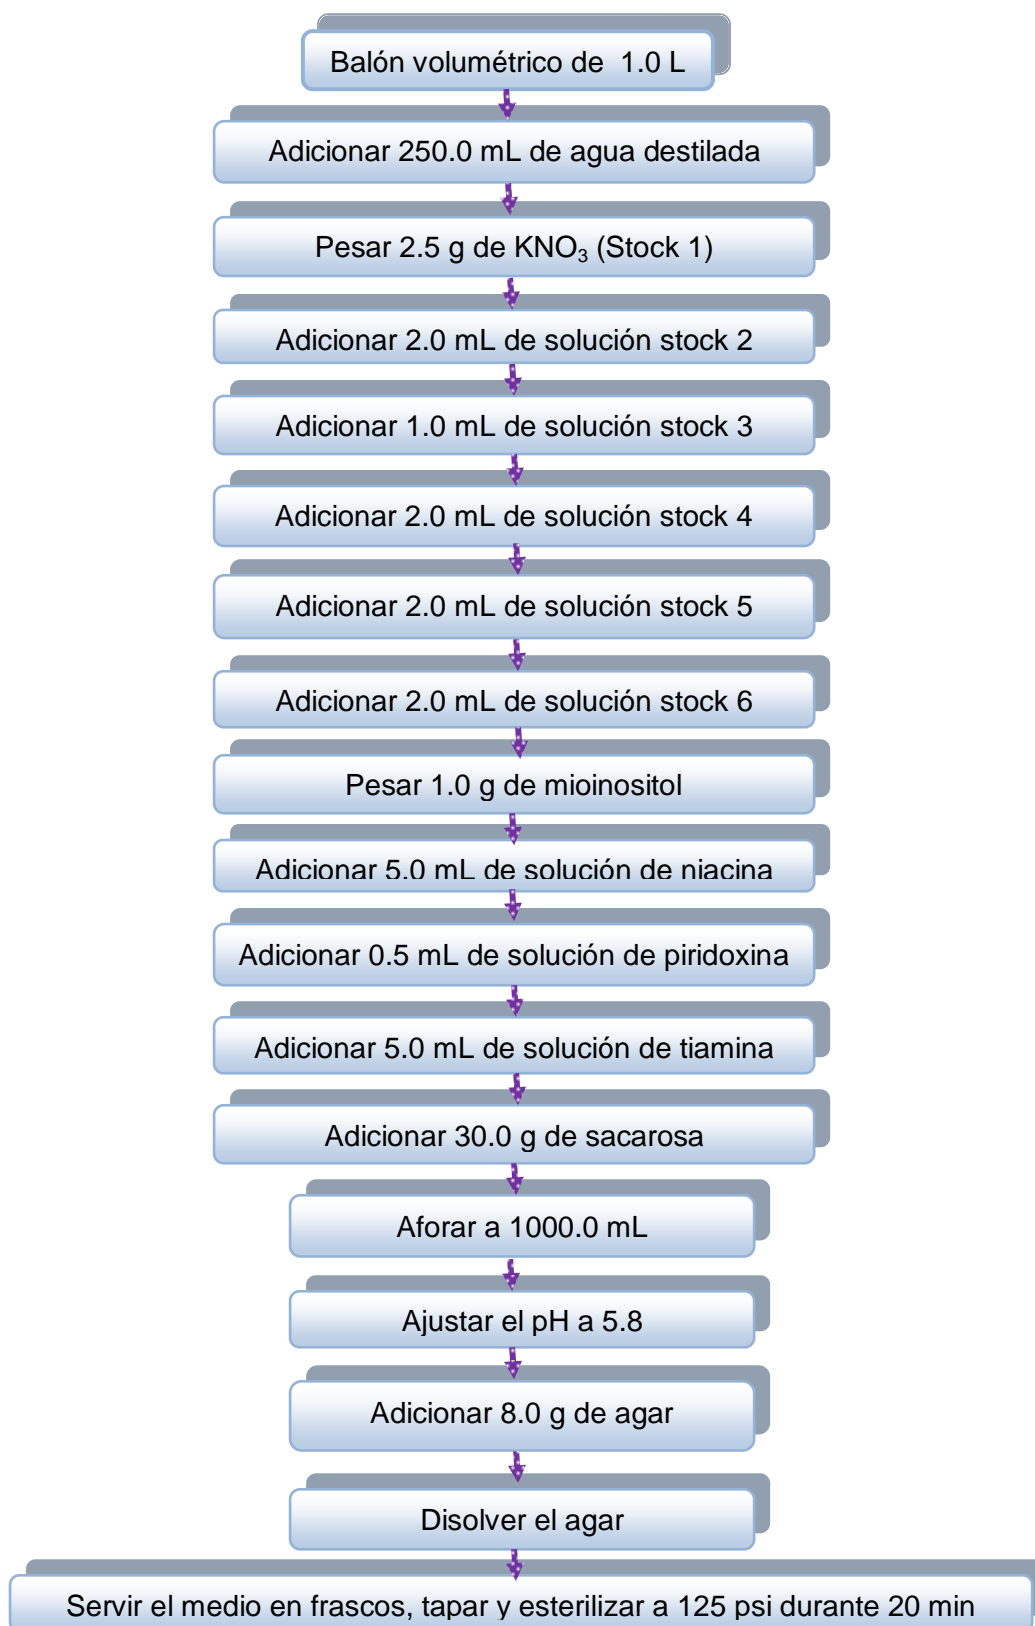 Balón volumétrico de 1.0 L
Adicionar 250.0 mL de agua destilada
Pesar 2.5 g de KNO₃ (Stock 1)
Adicionar 2.0 mL de solución stock 2
Adicionar 1.0 mL de solución stock 3
Adicionar 2.0 mL de solución stock 4
Adicionar 2.0 mL de solución stock 5
Adicionar 2.0 mL de solución stock 6
Pesar 1.0 g de mioinositol
Adicionar 5.0 mL de solución de niacina
Adicionar 0.5 mL de solución de piridoxina
Adicionar 5.0 mL de solución de tiamina
Adicionar 30.0 g de sacarosa
Aforar a 1000.0 mL
Ajustar el pH a 5.8
Adicionar 8.0 g de agar
Disolver el agar
Servir el medio en frascos, tapar y esterilizar a 125 psi durante 20 min